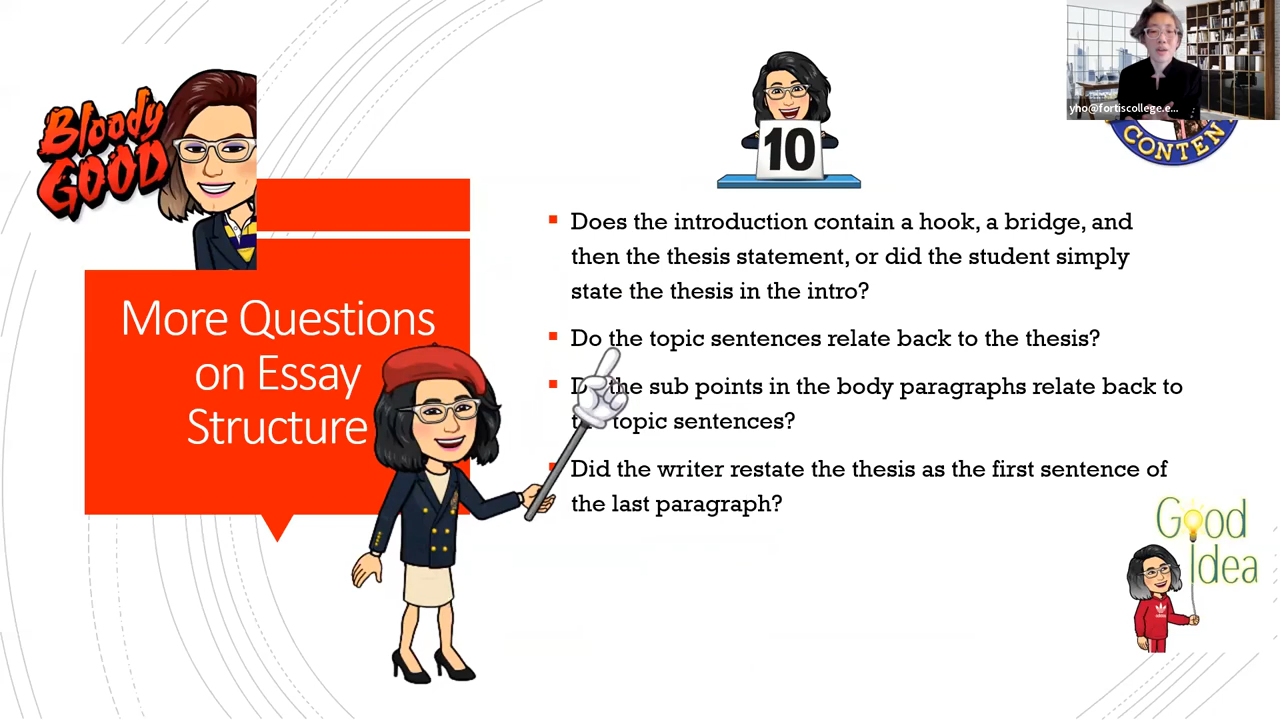 Bloody
GOOD
10
yho@fortiscollege.e...
CONTEN
More Questions
on Essay
Structure
Does the introduction contain a hook, a bridge, and
then the thesis statement, or did the student simply
state the thesis in the intro?
Do the topic sentences relate back to the thesis?
the sub points in the body paragraphs relate back to
topic sentences?
Did the writer restate the thesis as the first sentence of
the last paragraph?
Good
Idea